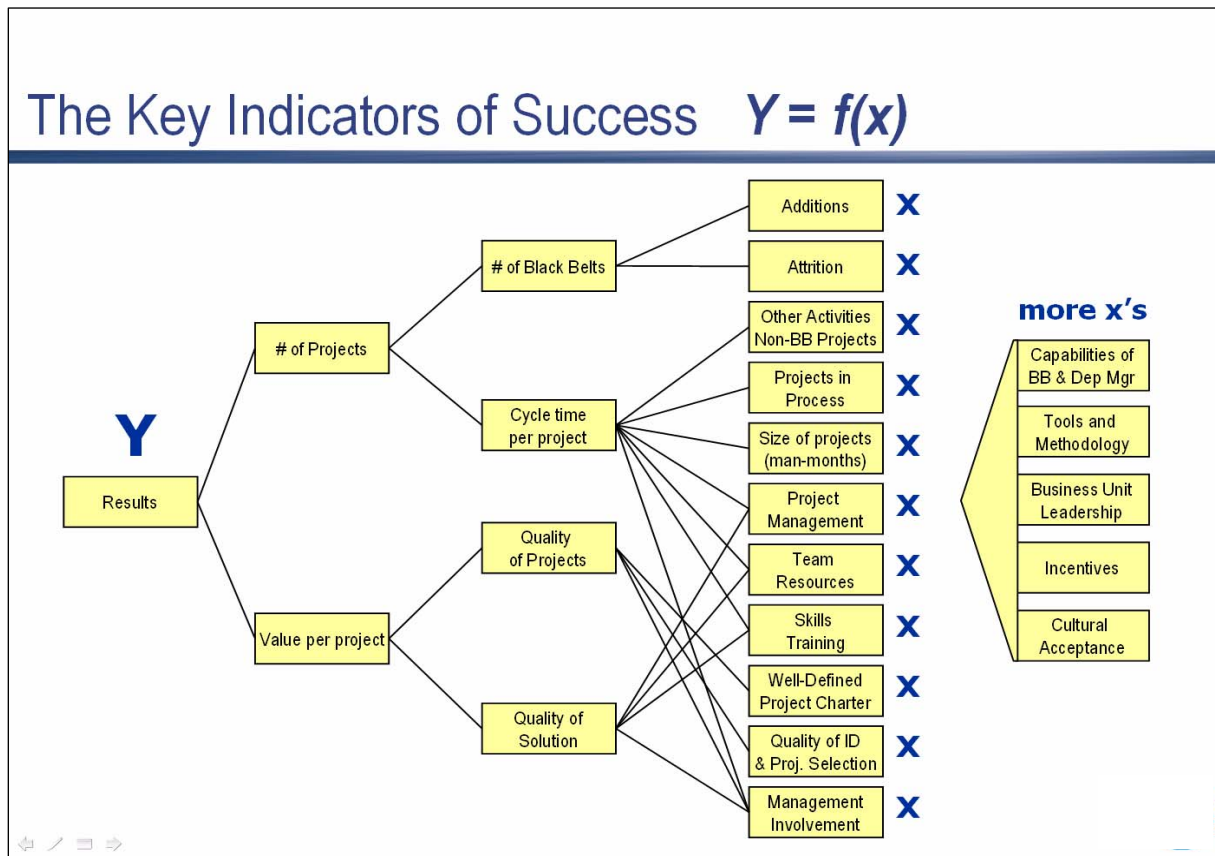 The Key Indicators of Success Y = f(x)
Y
Results
# of Projects
Value per project
# of Black Belts
Cycle time
per project
Quality
of Projects
Quality of
Solution
Additions
X
Attrition
X
Other Activities
Non-BB Projects
X
Projects in
Process
X
Size of projects
(man-months)
X
Project
Management
X
Team
Resources
X
Skills
Training
X
Well-Defined
Project Charter
X
Quality of ID
& Proj. Selection
X
Management
Involvement
X
more x's
Capabilities of
BB & Dep Mgr
Tools and
Methodology
Business Unit
Leadership
Incentives
Cultural
Acceptance